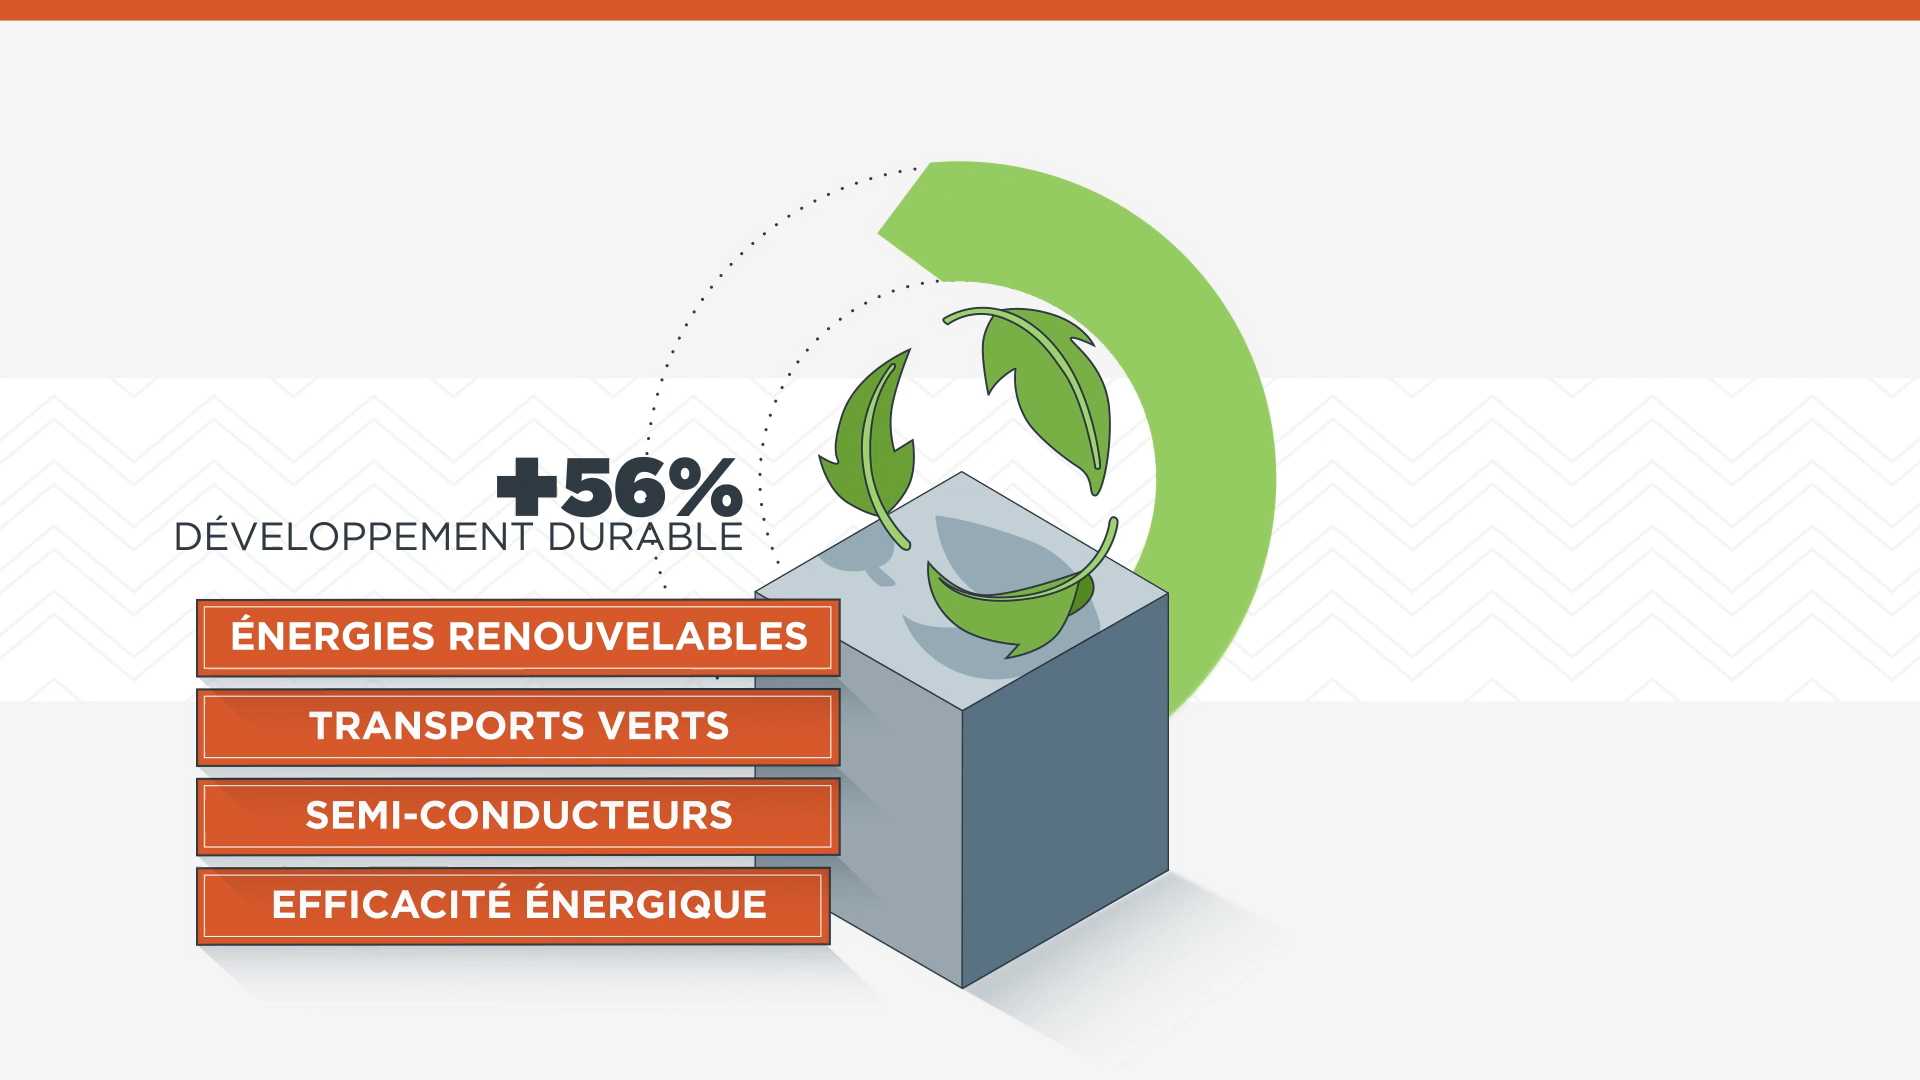 +56%
DÉVELOPPEMENT DURABLE
ÉNERGIES RENOUVELABLES
TRANSPORTS VERTS
SEMI-CONDUCTEURS
EFFICACITÉ ÉNERGIQUE